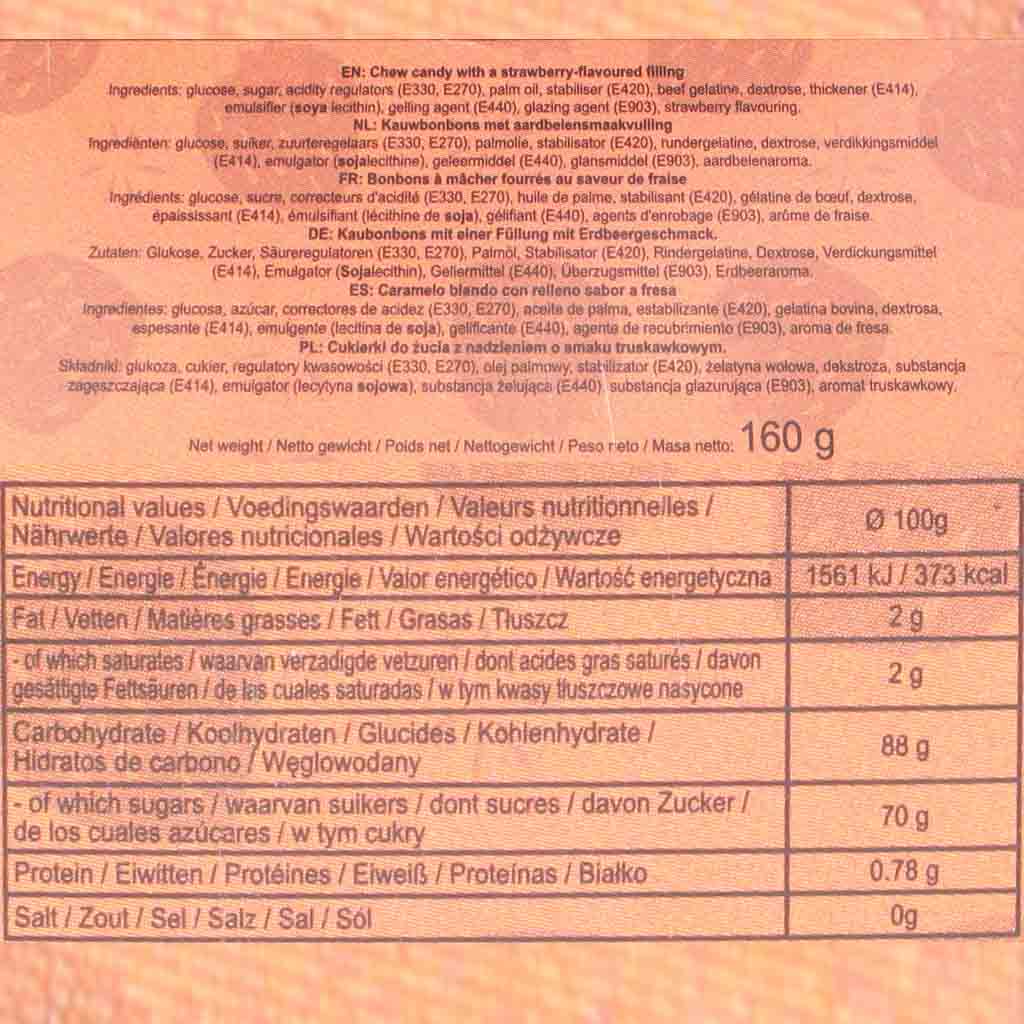 EN: Chew candy with a strawberry-flavoured filling
Ingredients: glucose, sugar, acidity regulators (E330, E270), palm oil, stabiliser (E420), beef gelatine, dextrose, thickener (E414),
emulsifier (soya lecithin), gelling agent (E440), glazing agent (E903), strawberry flavouring.
NL: Kauwbonbons met aardbeiensmaakvulling
Ingrediënten: glucose, suiker, zuurteregelaars (E330, E270), palmolie, stabilisator (E420), rundergelatine, dextrose, verdikkingsmiddel
(E414), emulgator (sojalecithine), geleermiddel (E440), glansmiddel (E903), aardbeienaroma.
FR: Bonbons à mâcher fourrés au saveur de fraise
Ingrédients: glucose, sucre, correcteurs d'acidité (E330, E270), huile de palme, stabilisant (E420), gélatine de bœuf, dextrose,
épaississant (E414), émulsifiant (lécithine de soja), gélifiant (E440), agents d'enrobage (E903), arôme de fraise.
DE: Kaubonbons mit einer Füllung mit Erdbeergeschmack.
Zutaten: Glukose, Zucker, Säureregulatoren (E330, E270), Palmöl, Stabilisator (E420), Rindergelatine, Dextrose, Verdickungsmittel
(E414), Emulgator (Sojalecithin), Geliermittel (E440), Überzugsmittel (E903), Erdbeeraroma.
ES: Caramelo blando con relleno sabor a fresa
Ingredientes: glucosa, azúcar, correctores de acidez (E330, E270), aceite de palma, estabilizante (E420), gelatina bovina, dextrosa,
espesante (E414), emulgente (lecitina de soja), gelificante (E440), agente de recubrimiento (E903), aroma de fresa.
PL: Cukierki do żucia z nadzieniem o smaku truskawkowym.
Składniki: glukoza, cukier, regulatory kwasowości (E330, E270), olej palmowy, stabilizator (E420), żelatyna wołowa, dekstroza, substancja
zagęszczająca (E414), emulgator (lecytyna sojowa), substancja żelująca (E440), substancja glazurująca (E903), aromat truskawkowy.
Net weight / Netto gewicht / Poids net / Nettogewicht / Peso neto / Masa netto: 160 g
Nutritional values / Voedingswaarden / Valeurs nutritionnelles /
Nährwerte / Valores nutricionales / Wartości odżywcze
Ø 100g
Energy / Energie / Énergie / Energie / Valor energético / Wartość energetyczna 1561 kJ / 373 kcal
Fat / Vetten / Matières grasses / Fett / Grasas / Tłuszcz 2 g
- of which saturates / waarvan verzadigde vetzuren / dont acides gras saturés / davon
gesättigte Fettsäuren / de las cuales saturadas / w tym kwasy tłuszczowe nasycone
2 g
Carbohydrate / Koolhydraten / Glucides / Kohlenhydrate /
Hidratos de carbono / Węglowodany
88 g
- of which sugars / waarvan suikers / dont sucres / davon Zucker /
de los cuales azúcares / w tym cukry
70 g
Protein / Eiwitten / Protéines / Eiweiß / Proteínas / Białko 0.78 g
Salt / Zout / Sel / Salz / Sal / Sól 0g